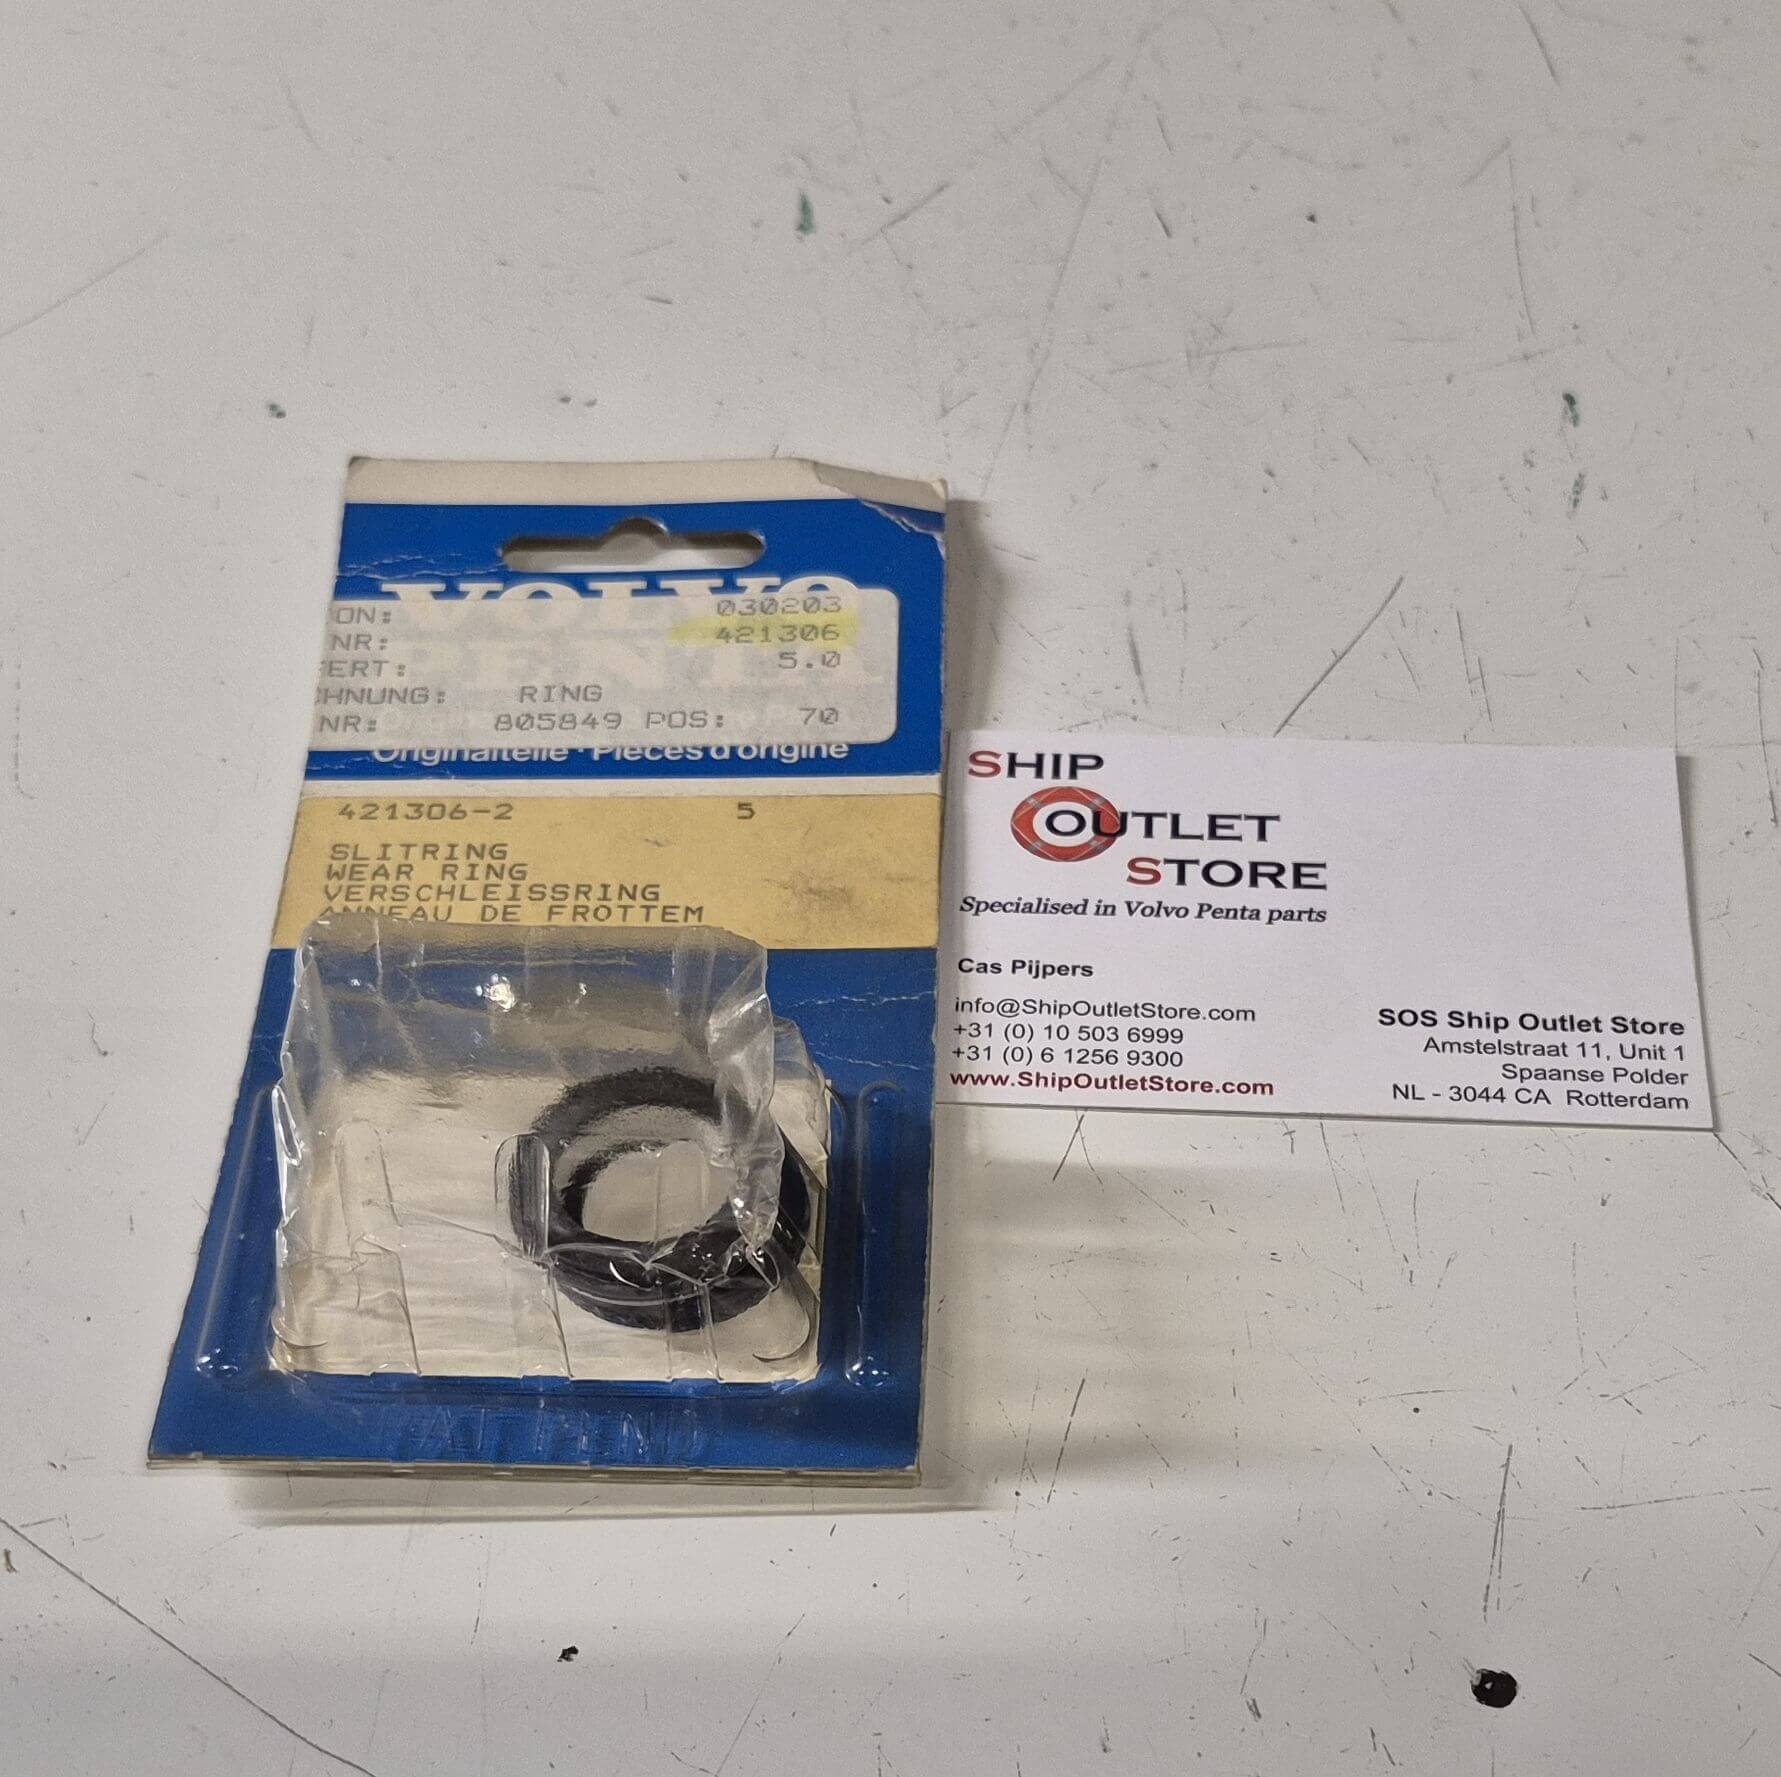 VOLVO
PENTA
ON: 030203
NR: 421306
ERT: 5.0
CHNUNG: RING
NR: 805849 POS: 70
Originalteile · Pièces d'origine
421306-2 5
SLITRING
WEAR RING
VERSCHLEISSRING
ANNEAU DE FROTTEM
SHIP
OUTLET
STORE
Specialised in Volvo Penta parts
Cas Pijpers
info@ShipOutletStore.com
+31 (0) 10 503 6999
+31 (0) 6 1256 9300
www.ShipOutletStore.com
SOS Ship Outlet Store
Amstelstraat 11, Unit 1
Spaanse Polder
NL - 3044 CA Rotterdam